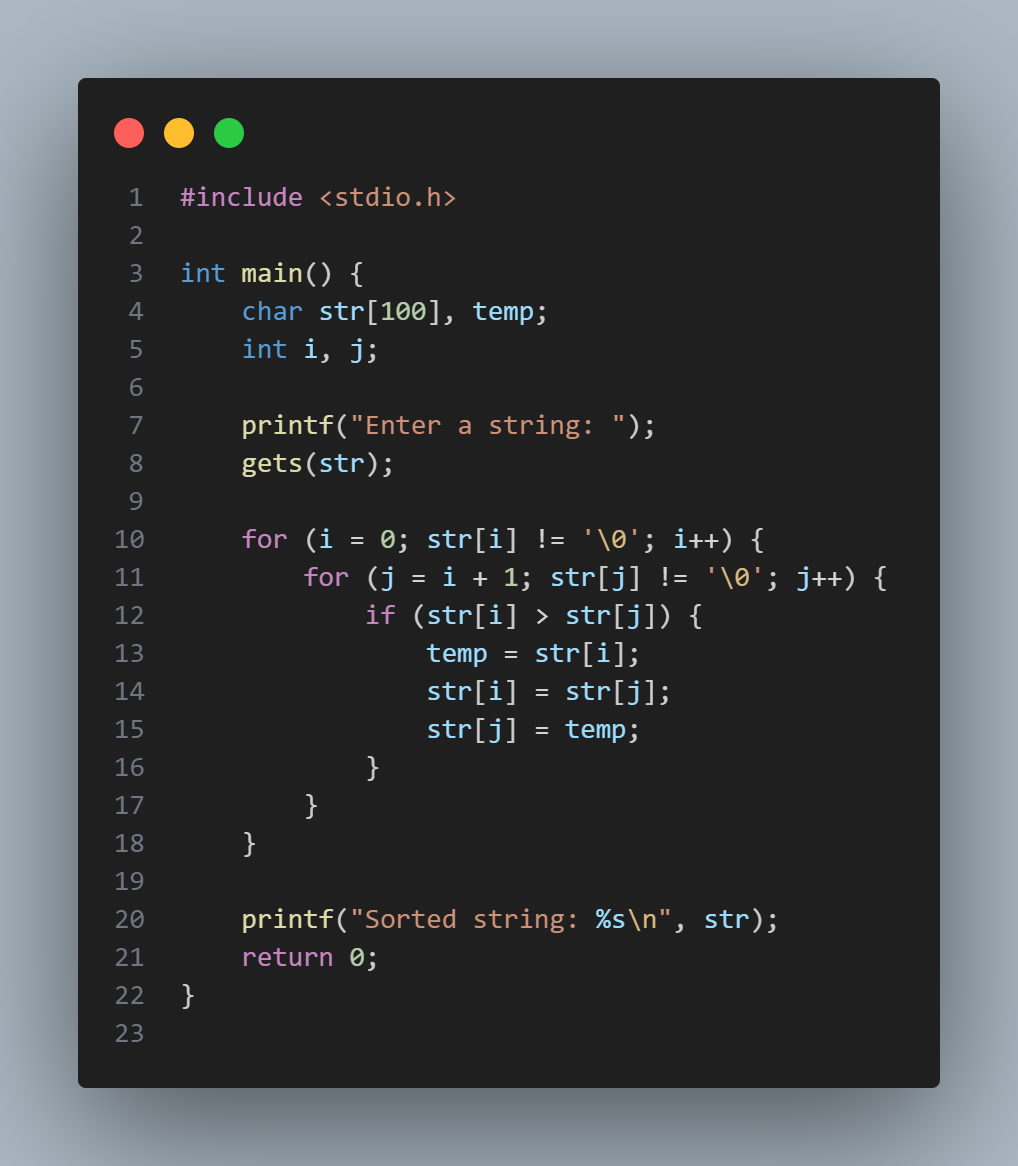 1 #include <stdio.h>
2
3 int main() {
4     char str[100], temp;
5     int i, j;
6
7     printf("Enter a string: ");
8     gets(str);
9
10     for (i = 0; str[i] != '\0'; i++) {
11         for (j = i + 1; str[j] != '\0'; j++) {
12             if (str[i] > str[j]) {
13                 temp = str[i];
14                 str[i] = str[j];
15                 str[j] = temp;
16             }
17         }
18     }
19
20     printf("Sorted string: %s\n", str);
21     return 0;
22 }
23